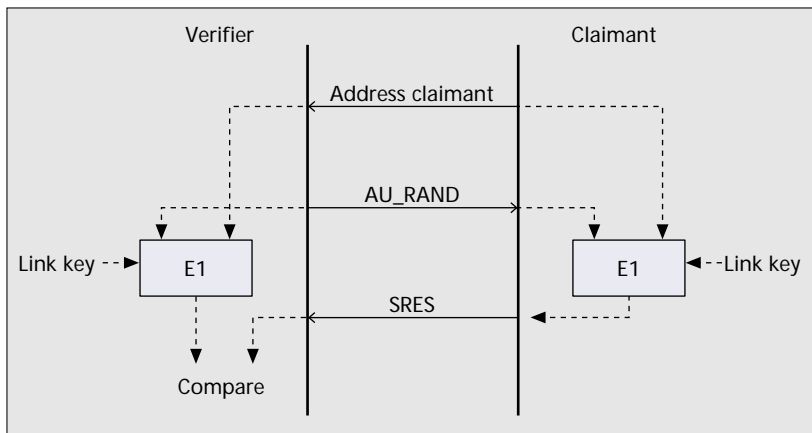 Verifier
Claimant
Address claimant
AU_RAND
Link key
E1
E1
Link key
SRES
Compare